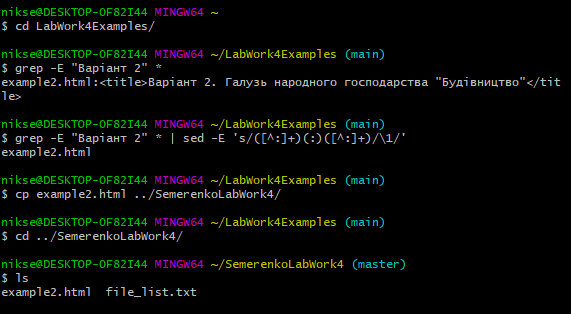 nikse@DESKTOP-OF82I44 MINGW64 ~
$ cd LabWork4Examples/
nikse@DESKTOP-OF82I44 MINGW64 ~/LabWork4Examples (main)
$ grep -E "Варіант 2" *
example2.html:<title>Варіант 2. Галузь народного господарства "Будівництво"</tit
le>
nikse@DESKTOP-OF82I44 MINGW64 ~/LabWork4Examples (main)
$ grep -E "Варіант 2" * | sed -E 's/([^:]+)(:)([^:]+)/\1/'
example2.html
nikse@DESKTOP-OF82I44 MINGW64 ~/LabWork4Examples (main)
$ cp example2.html ../SemerenkoLabWork4/
nikse@DESKTOP-OF82I44 MINGW64 ~/LabWork4Examples (main)
$ cd ../SemerenkoLabWork4/
nikse@DESKTOP-OF82I44 MINGW64 ~/SemerenkoLabWork4 (master)
$ ls
example2.html  file_list.txt